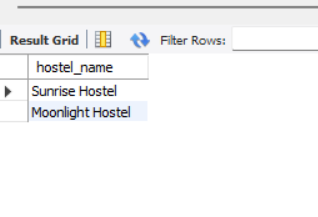 Result Grid Filter Rows:
hostel_name
Sunrise Hostel
Moonlight Hostel